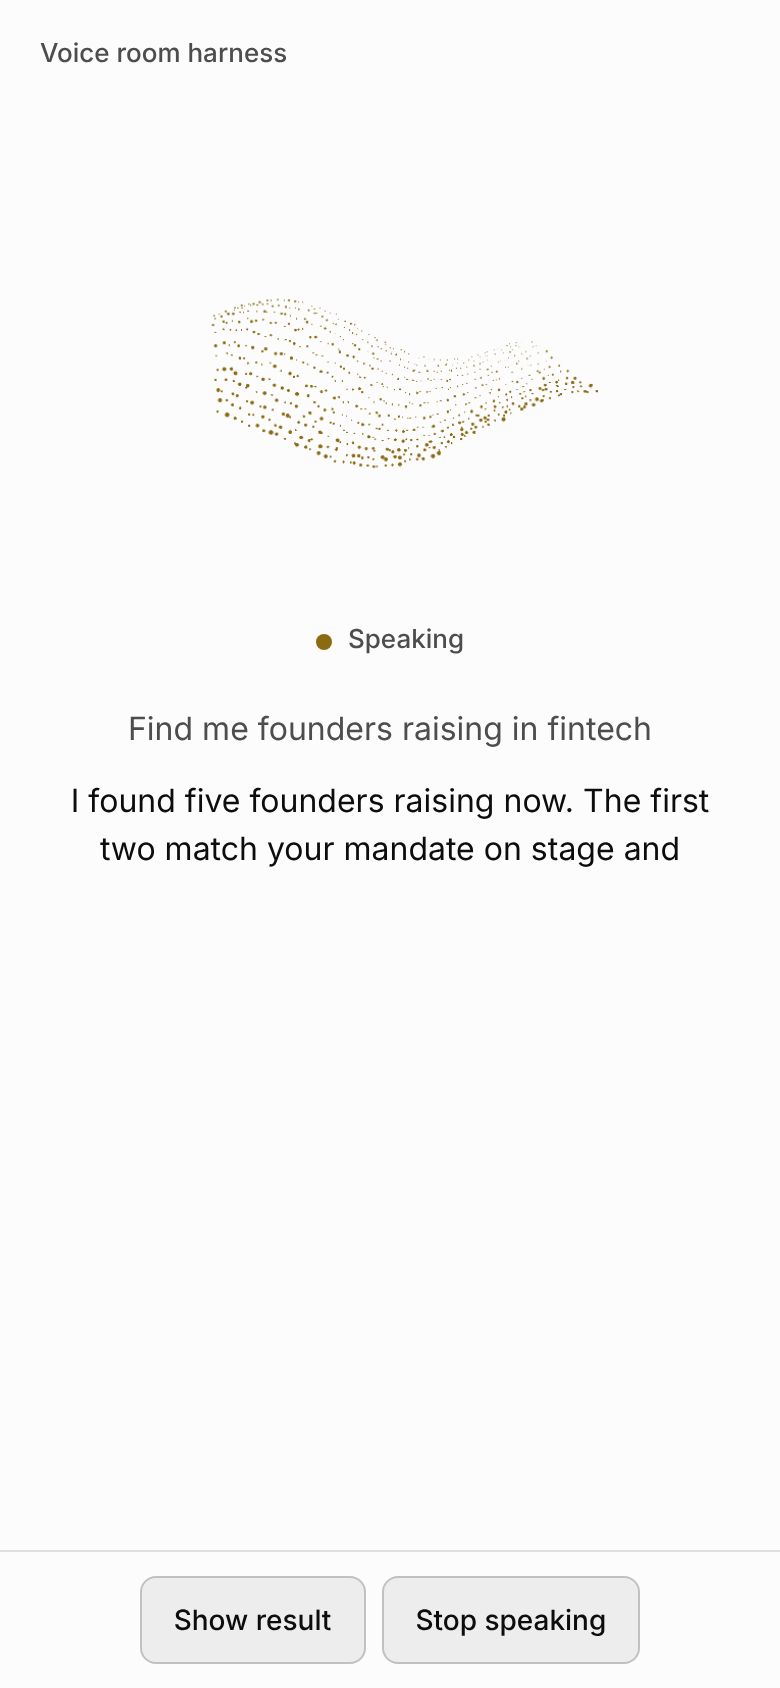 Voice room harness
Speaking
Find me founders raising in fintech
I found five founders raising now. The first
two match your mandate on stage and
Show result
Stop speaking